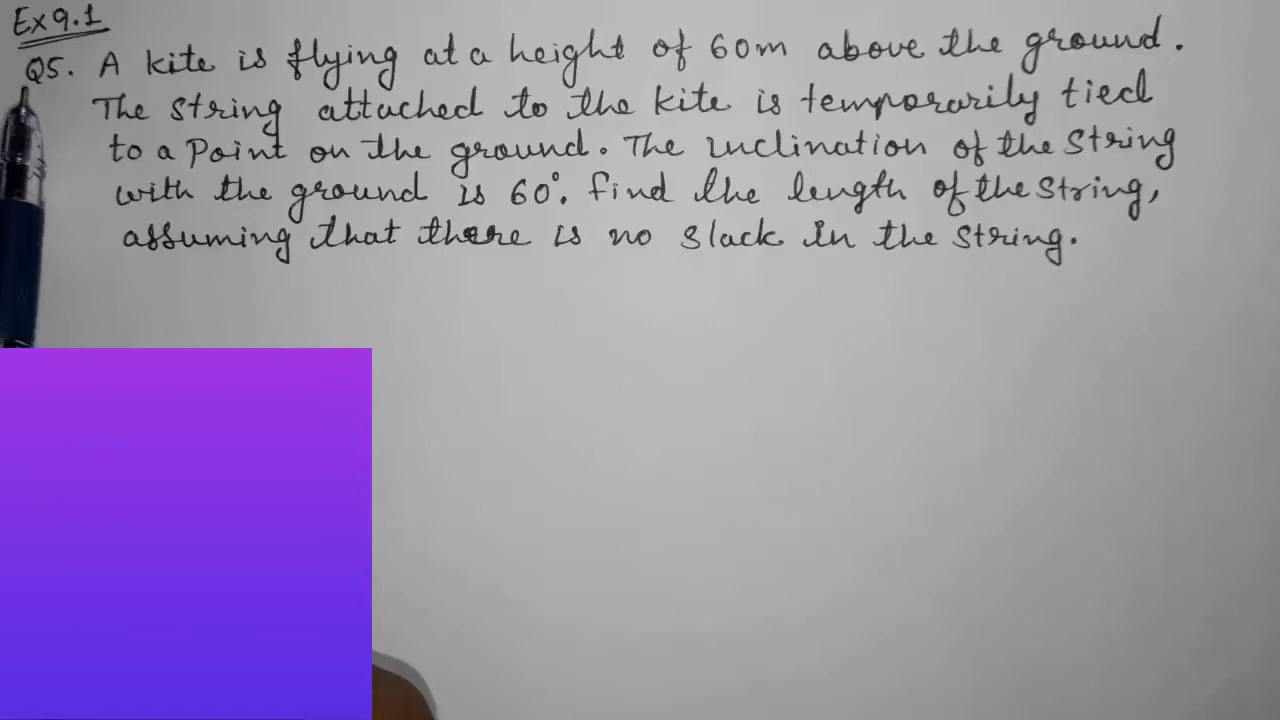 Ex 9.1
Q5. A kite is flying at a height of 60m above the ground.
The string attached to the kite is temporarily tied
to a point on the ground. The inclination of the string
with the ground is 60°. find the length of the string,
assuming that there is no slack in the string.